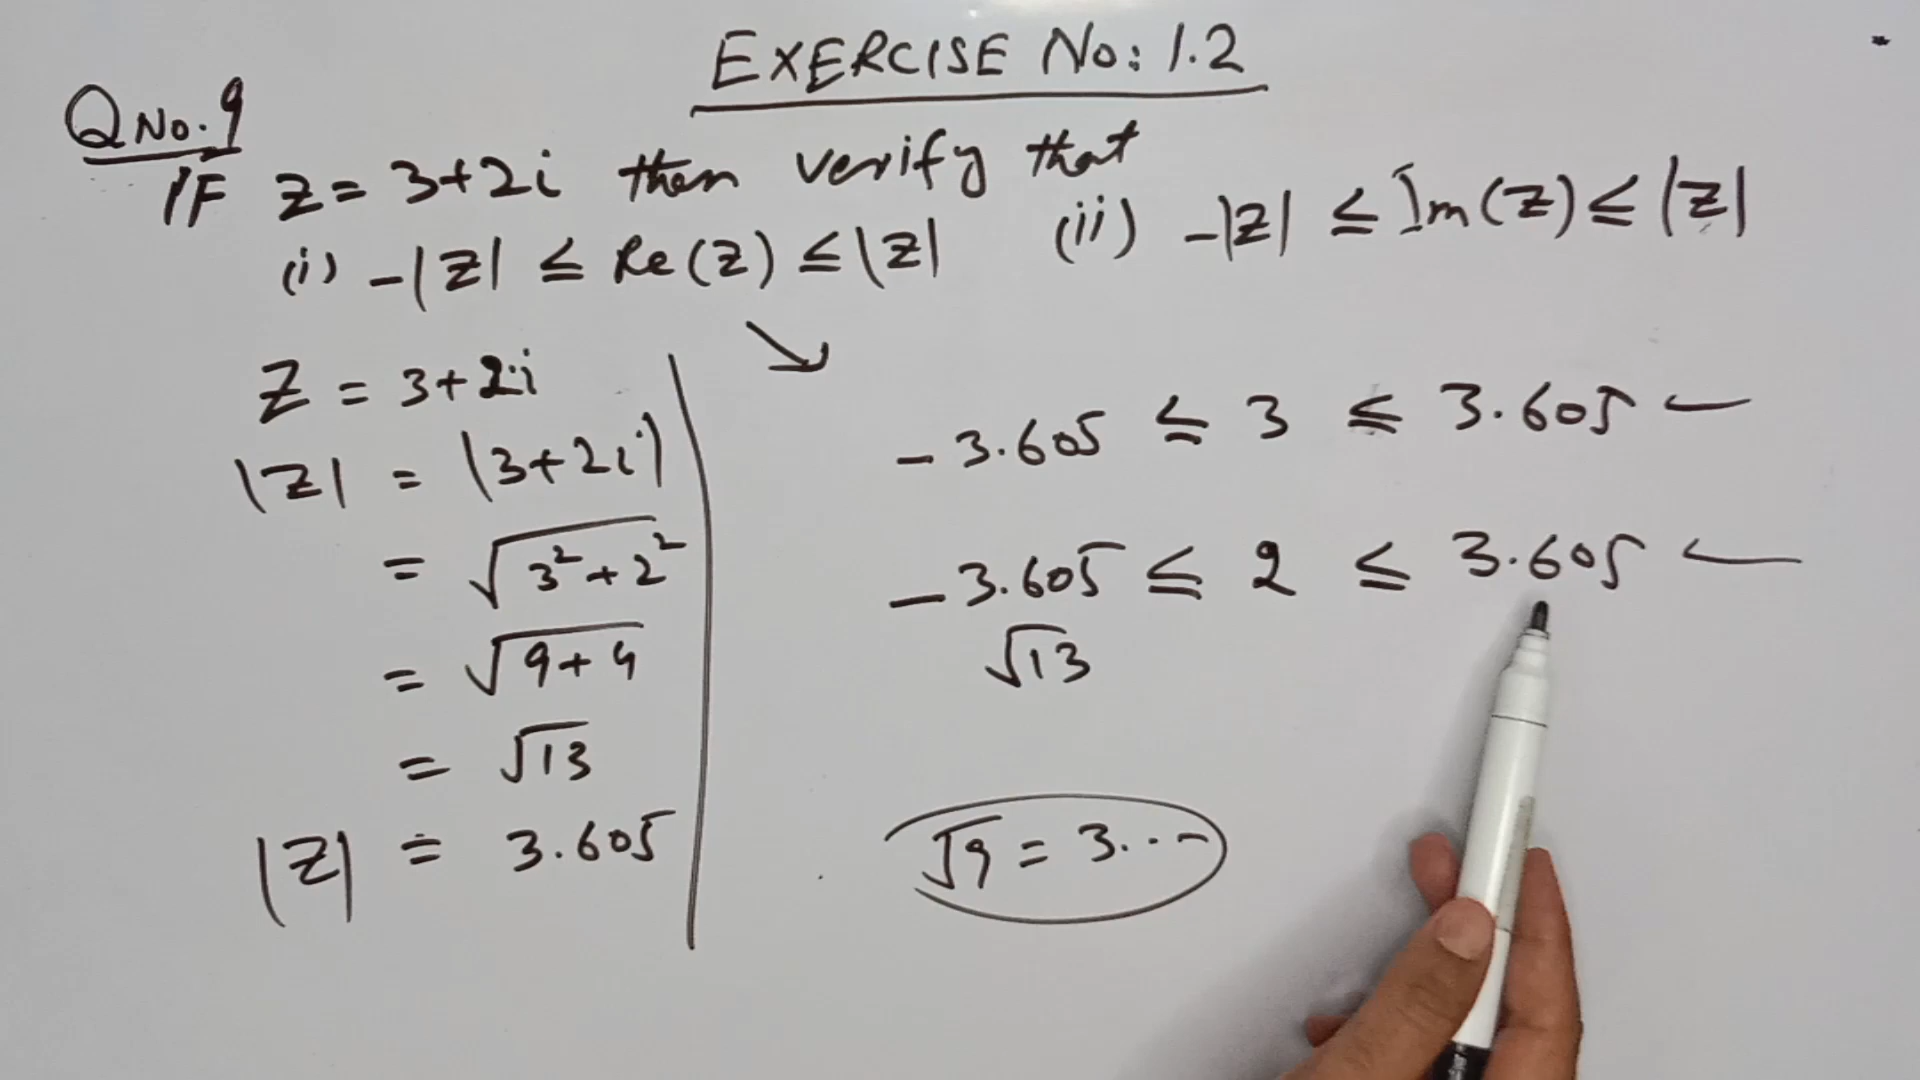 EXERCISE No: 1.2
Q No. 9
IF Z = 3+2i then verify that
(i) -|Z| ≤ Re(Z) ≤ |Z| (ii) -|Z| ≤ Im(Z) ≤ |Z|
Z = 3+2i
|Z| = |3+2i|
= √3²+2²
= √9+4
= √13
|Z| = 3.605
-3.605 ≤ 3 ≤ 3.605
-3.605 ≤ 2 ≤ 3.605
√13
√9 = 3...